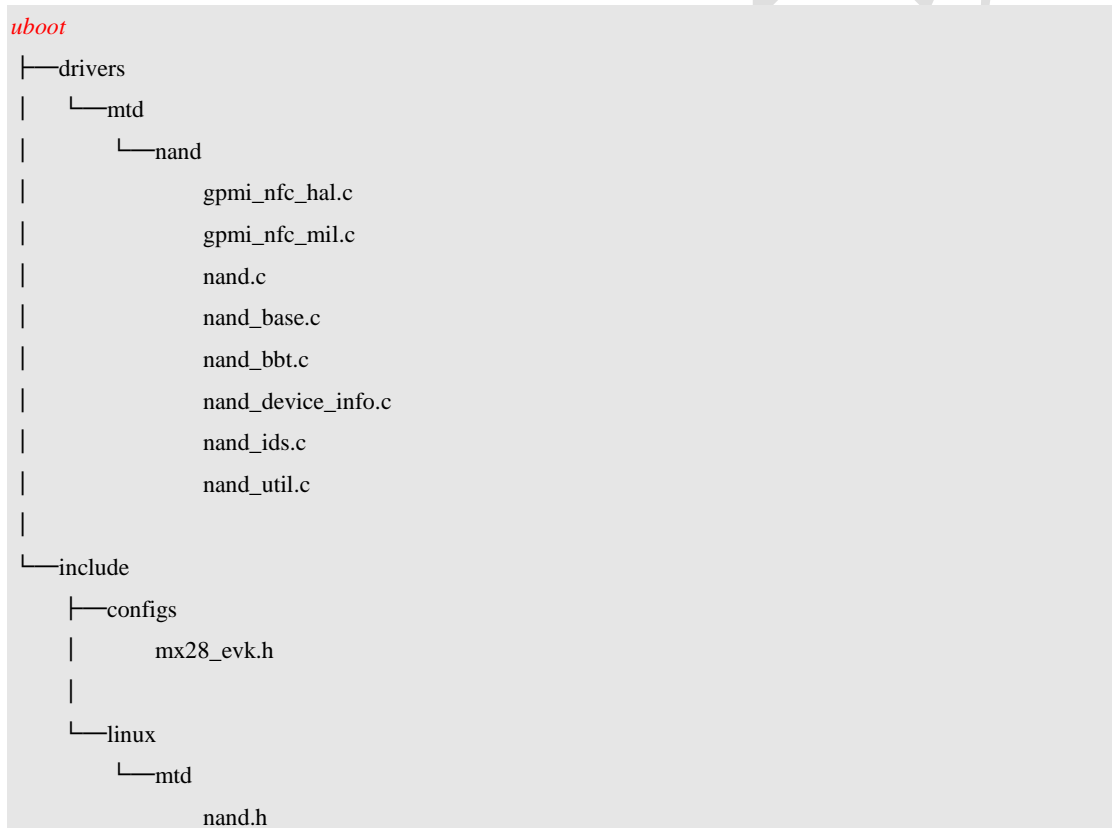 uboot
├──drivers
│   └──mtd
│       └──nand
│               gpmi_nfc_hal.c
│               gpmi_nfc_mil.c
│               nand.c
│               nand_base.c
│               nand_bbt.c
│               nand_device_info.c
│               nand_ids.c
│               nand_util.c
│
└──include
    ├──configs
    │       mx28_evk.h
    │
    └──linux
        └──mtd
                nand.h